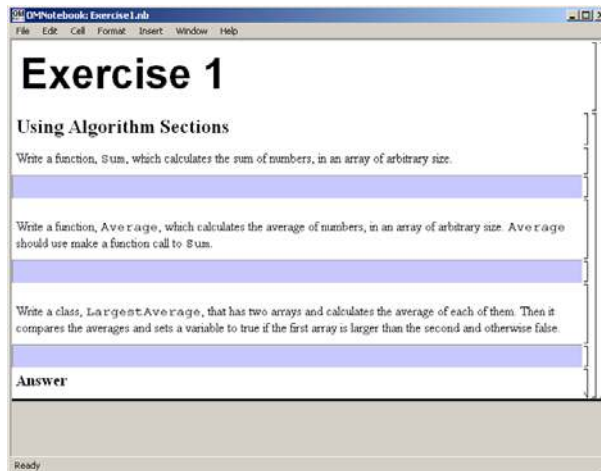 OMNotebook: Exercise1.nb
File Edit Cell Format Insert Window Help
Exercise 1
Using Algorithm Sections
Write a function, Sum, which calculates the sum of numbers, in an array of arbitrary size.
Write a function, Average, which calculates the average of numbers, in an array of arbitrary size. Average
should use make a function call to Sum.
Write a class, LargestAverage, that has two arrays and calculates the average of each of them. Then it
compares the averages and sets a variable to true if the first array is larger than the second and otherwise false.
Answer
Ready